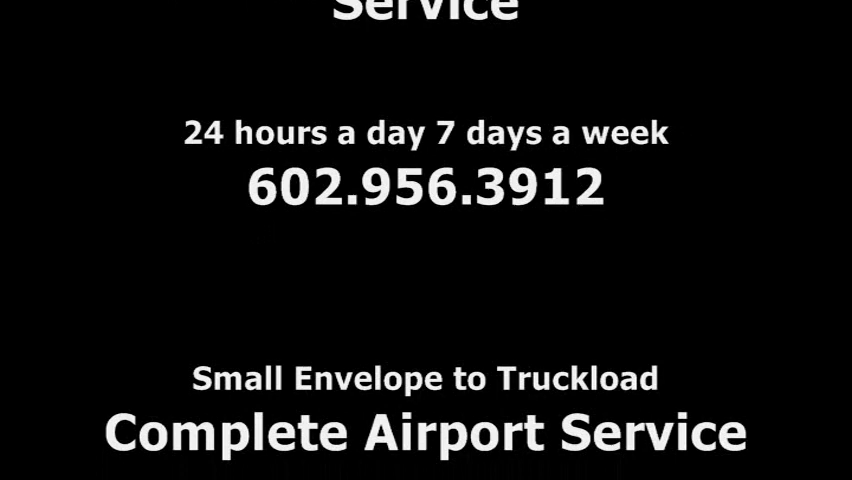 Service
24 hours a day 7 days a week
602.956.3912
Small Envelope to Truckload
Complete Airport Service